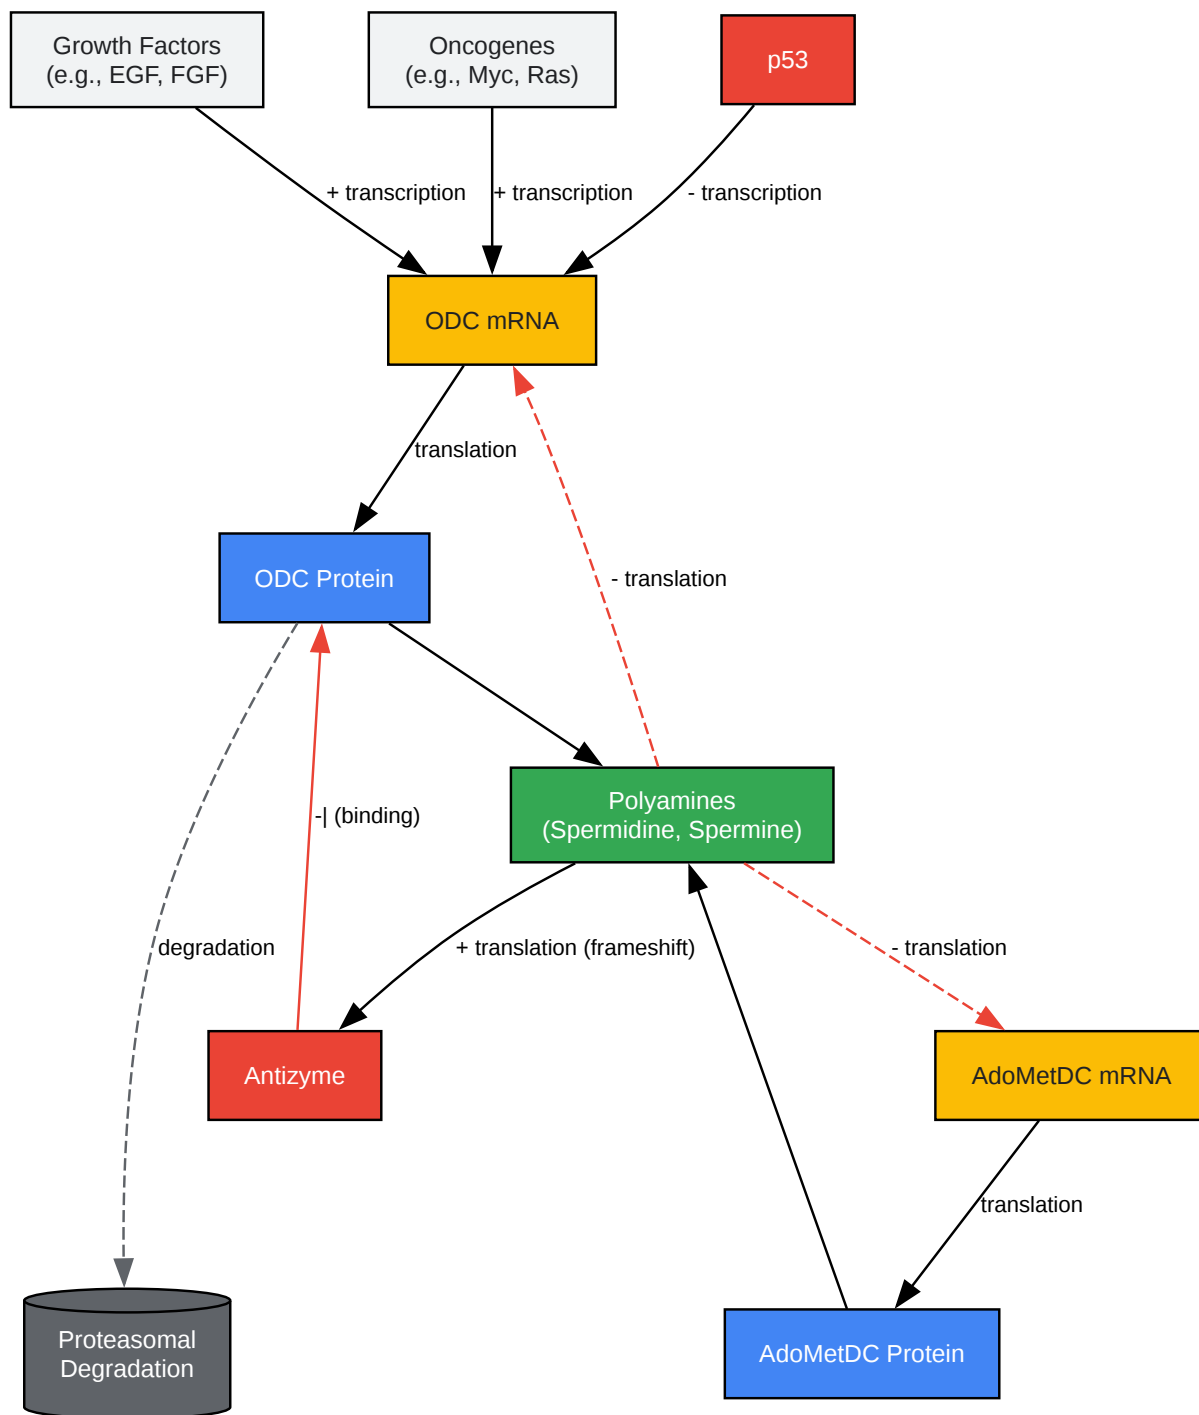 Growth Factors
(e.g., EGF, FGF)
Oncogenes
(e.g., Myc, Ras)
p53
+ transcription
+ transcription
- transcription
ODC mRNA
translation
ODC Protein
- translation
Polyamines
(Spermidine, Spermine)
-| (binding)
degradation
+ translation (frameshift)
- translation
Antizyme
AdoMetDC mRNA
translation
Proteasomal
Degradation
AdoMetDC Protein